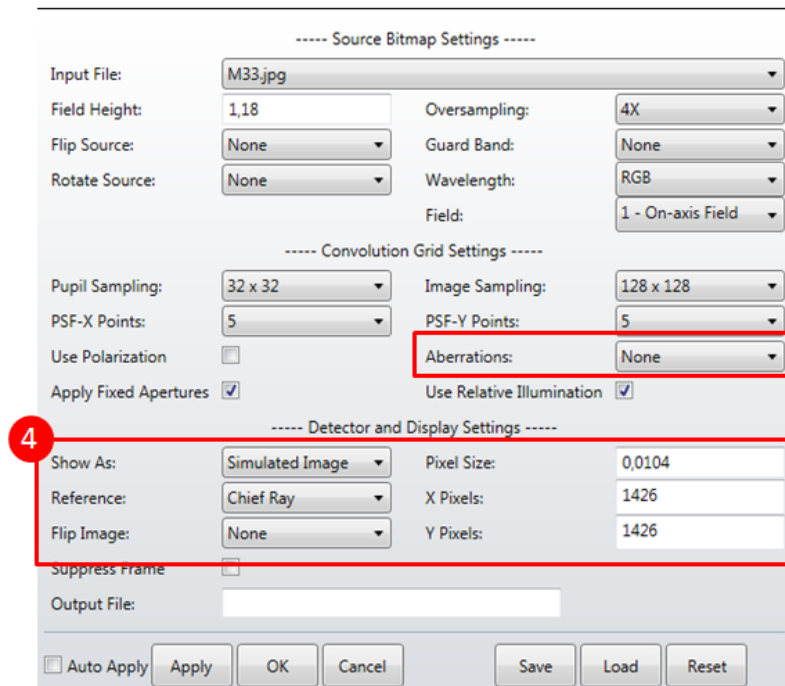 ----- Source Bitmap Settings -----
Input File: M33.jpg
Field Height: 1,18 Oversampling: 4X
Flip Source: None Guard Band: None
Rotate Source: None Wavelength: RGB
Field: 1 - On-axis Field
----- Convolution Grid Settings -----
Pupil Sampling: 32 x 32 Image Sampling: 128 x 128
PSF-X Points: 5 PSF-Y Points: 5
Use Polarization Aberrations: None
Apply Fixed Apertures Use Relative Illumination
----- Detector and Display Settings -----
4
Show As: Simulated Image Pixel Size: 0,0104
Reference: Chief Ray X Pixels: 1426
Flip Image: None Y Pixels: 1426
Suppress Frame
Output File:
Auto Apply Apply OK Cancel Save Load Reset